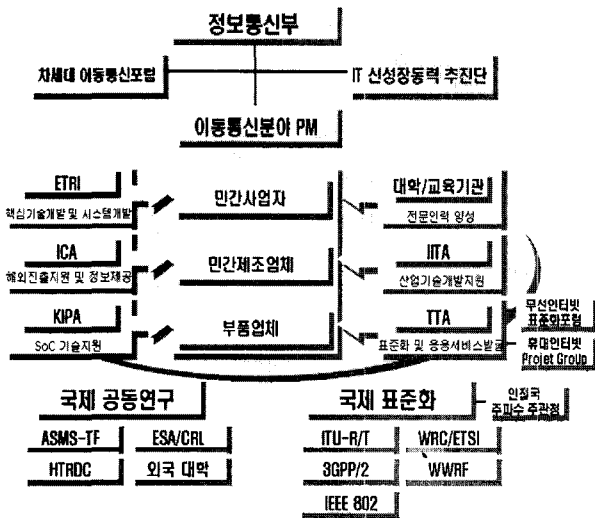 정보통신부
차세대 이동통신포럼
IT 신성장동력 추진단
이동통신분야 PM
ETRI
핵심기술개발 및 시스템개발
민간사업자
대학/교육기관
전문인력 양성
ICA
해외진출지원 및 정보제공
민간제조업체
IITA
산업기술개발지원
KIPA
SoC 기술지원
부품업체
TTA
표준화 및 응용서비스발굴
무선인터넷
표준화포럼
휴대인터넷
Projet Group
국제 공동연구
국제 표준화
인접국
주파수 주관청
ASMS-TF
ESA/CRL
HTRDC
외국 대학
ITU-R/T
WRC/ETSI
3GPP/2
WWRF
IEEE 802